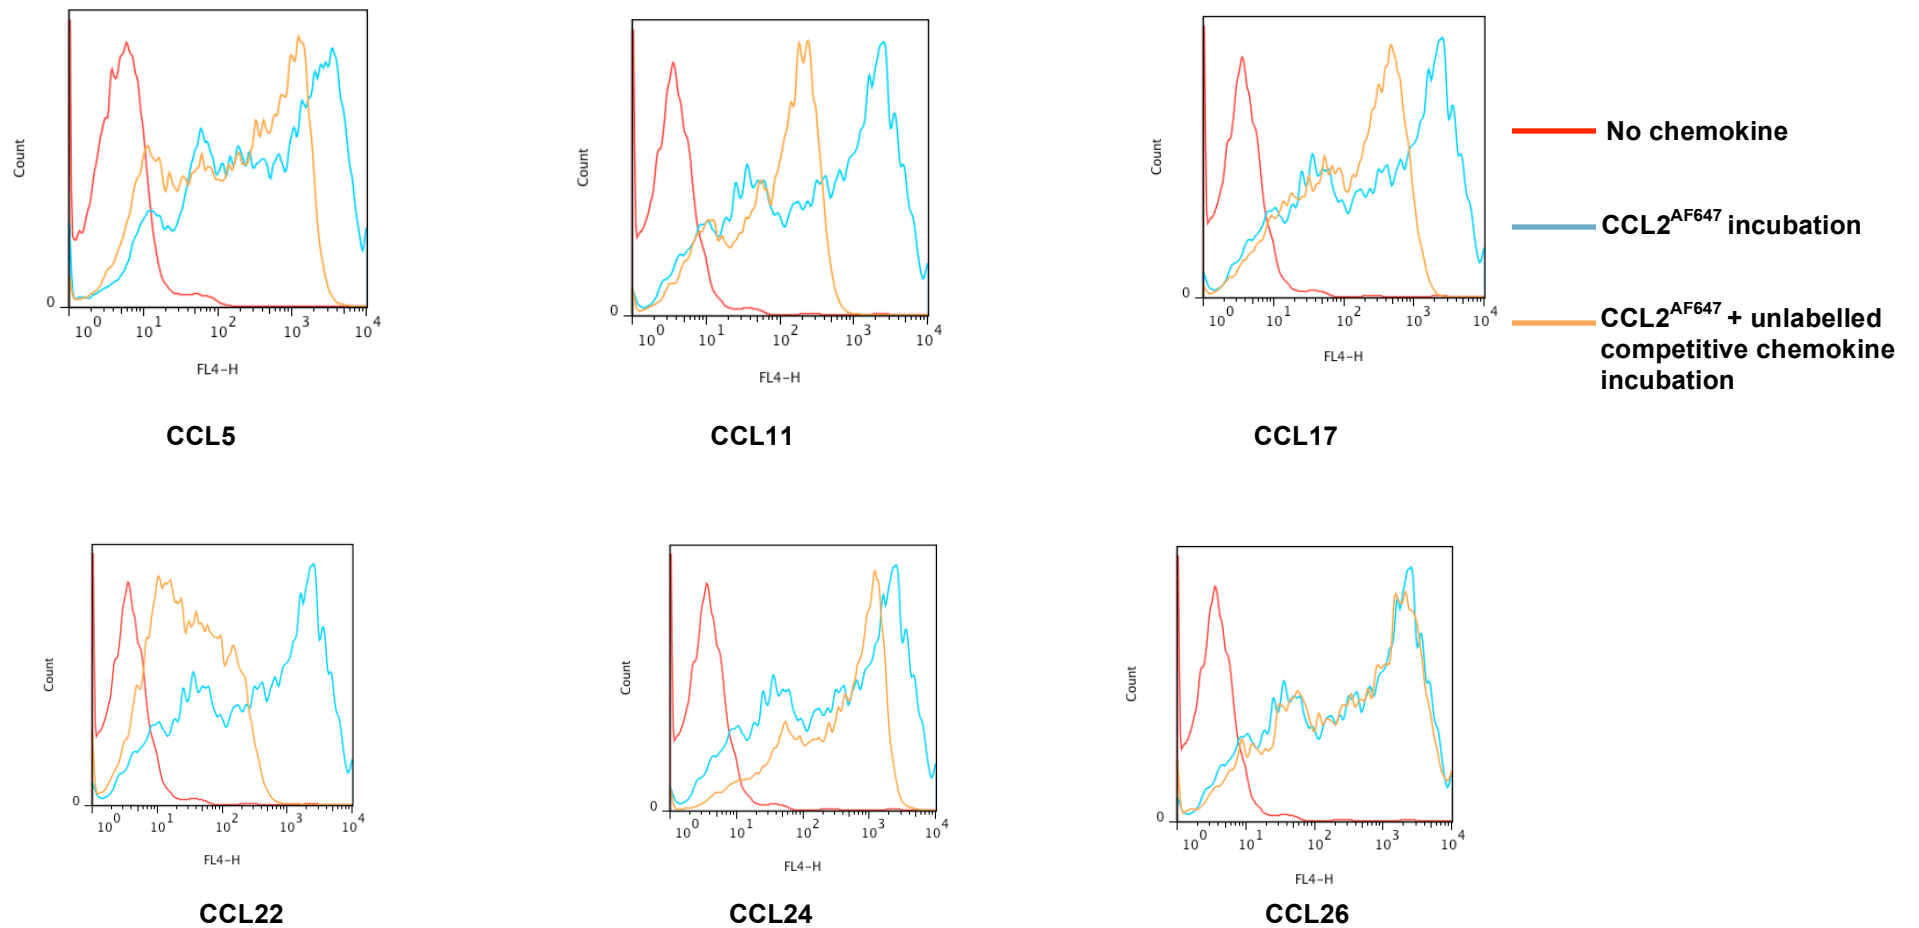 Count
0
10^0 10^1 10^2 10^3 10^4
FL4-H
CCL5
Count
0
10^0 10^1 10^2 10^3 10^4
FL4-H
CCL11
Count
0
10^0 10^1 10^2 10^3 10^4
FL4-H
CCL17
No chemokine
CCL2^AF647 incubation
CCL2^AF647 + unlabelled
competitive chemokine
incubation
Count
0
10^0 10^1 10^2 10^3 10^4
FL4-H
CCL22
Count
0
10^0 10^1 10^2 10^3 10^4
FL4-H
CCL24
Count
0
10^0 10^1 10^2 10^3 10^4
FL4-H
CCL26